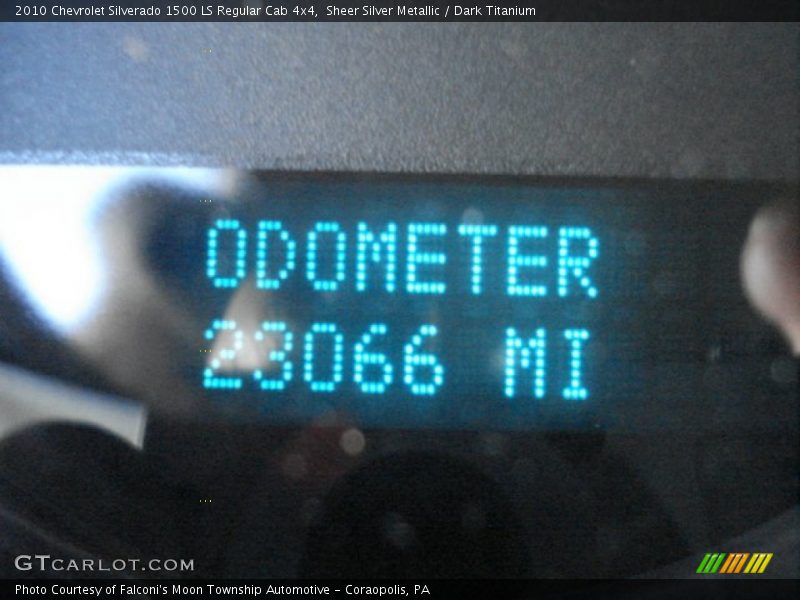 2010 Chevrolet Silverado 1500 LS Regular Cab 4x4,  Sheer Silver Metallic / Dark Titanium
ODOMETER
23066 MI
GTCARLOT.COM
Photo Courtesy of Falconi's Moon Township Automotive – Coraopolis, PA